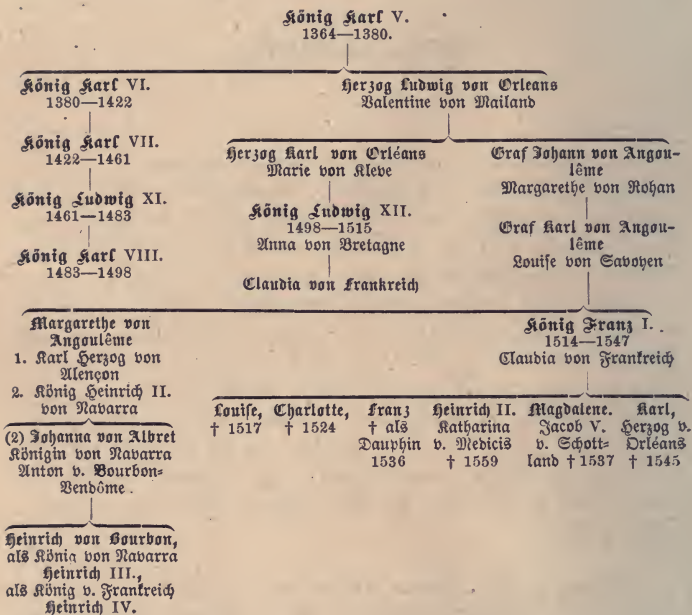 König Karl V.
1364—1380.
König Karl VI.
1380—1422
König Karl VII.
1422—1461
König Ludwig XI.
1461—1483
König Karl VIII.
1483—1498
Herzog Ludwig von Orleans
Valentine von Mailand
Herzog Karl von Orléans
Marie von Kleve
König Ludwig XII.
1498—1515
Anna von Bretagne
Claudia von Frankreich
Graf Johann von Angou-
lême
Margarethe von Rohan
Graf Karl von Angou-
lême
Louise von Savoyen
Margarethe von
Angoulême
1. Karl Herzog von
Alençon
2. König Heinrich II.
von Navarra
(2) Johanna von Albret
Königin von Navarra
Anton v. Bourbon-
Vendôme
Heinrich von Bourbon,
als König von Navarra
Heinrich III.,
als König v. Frankreich
Heinrich IV.
König Franz I.
1514—1547
Claudia von Frankreich
Louise,
† 1517
Charlotte,
† 1524
Franz
† als
Dauphin
1536
Heinrich II.
Katharina
v. Medicis
† 1559
Magdalene.
Jacob V.
v. Schott-
land † 1537
Karl,
Herzog v.
Orléans
† 1545